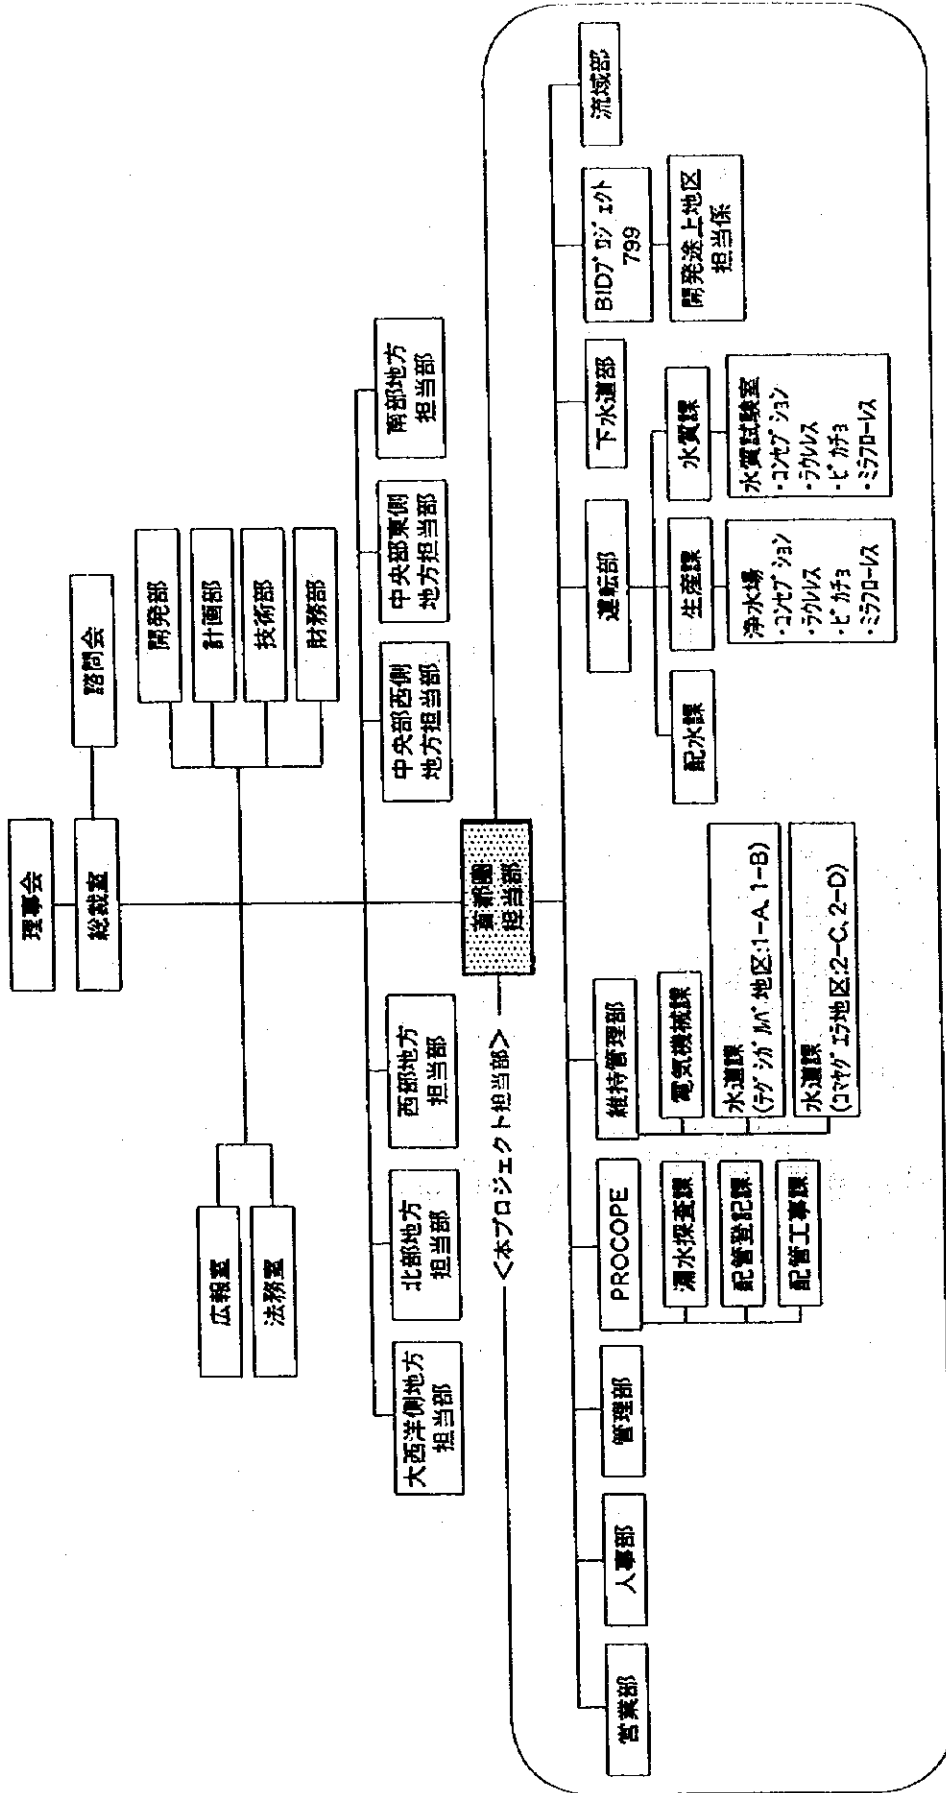 理事会
総裁室
諮問会
広報室
法務室
開発部
計画部
技術部
財務部
大西洋側地方
担当部
北部地方
担当部
西部地方
担当部
中央部西側
地方担当部
中央部東側
地方担当部
南部地方
担当部
首都圏
担当部
<本プロジェクト担当部>
営業部
人事部
管理部
PROCOPE
漏水探査課
配管登記課
配管工事課
維持管理部
電気機械課
水道課
(テグシガルパ地区:1-A、1-B)
水道課
(コマヤグエラ地区:2-C、2-D)
運転部
配水課
生産課
浄水場
・コンセプション
・ラウレレス
・ピカチョ
・ミラフローレス
水質課
水質試験室
・コンセプション
・ラウレレス
・ピカチョ
・ミラフローレス
下水道部
BIDプロジェクト
799
開発途上地区
担当係
流域部